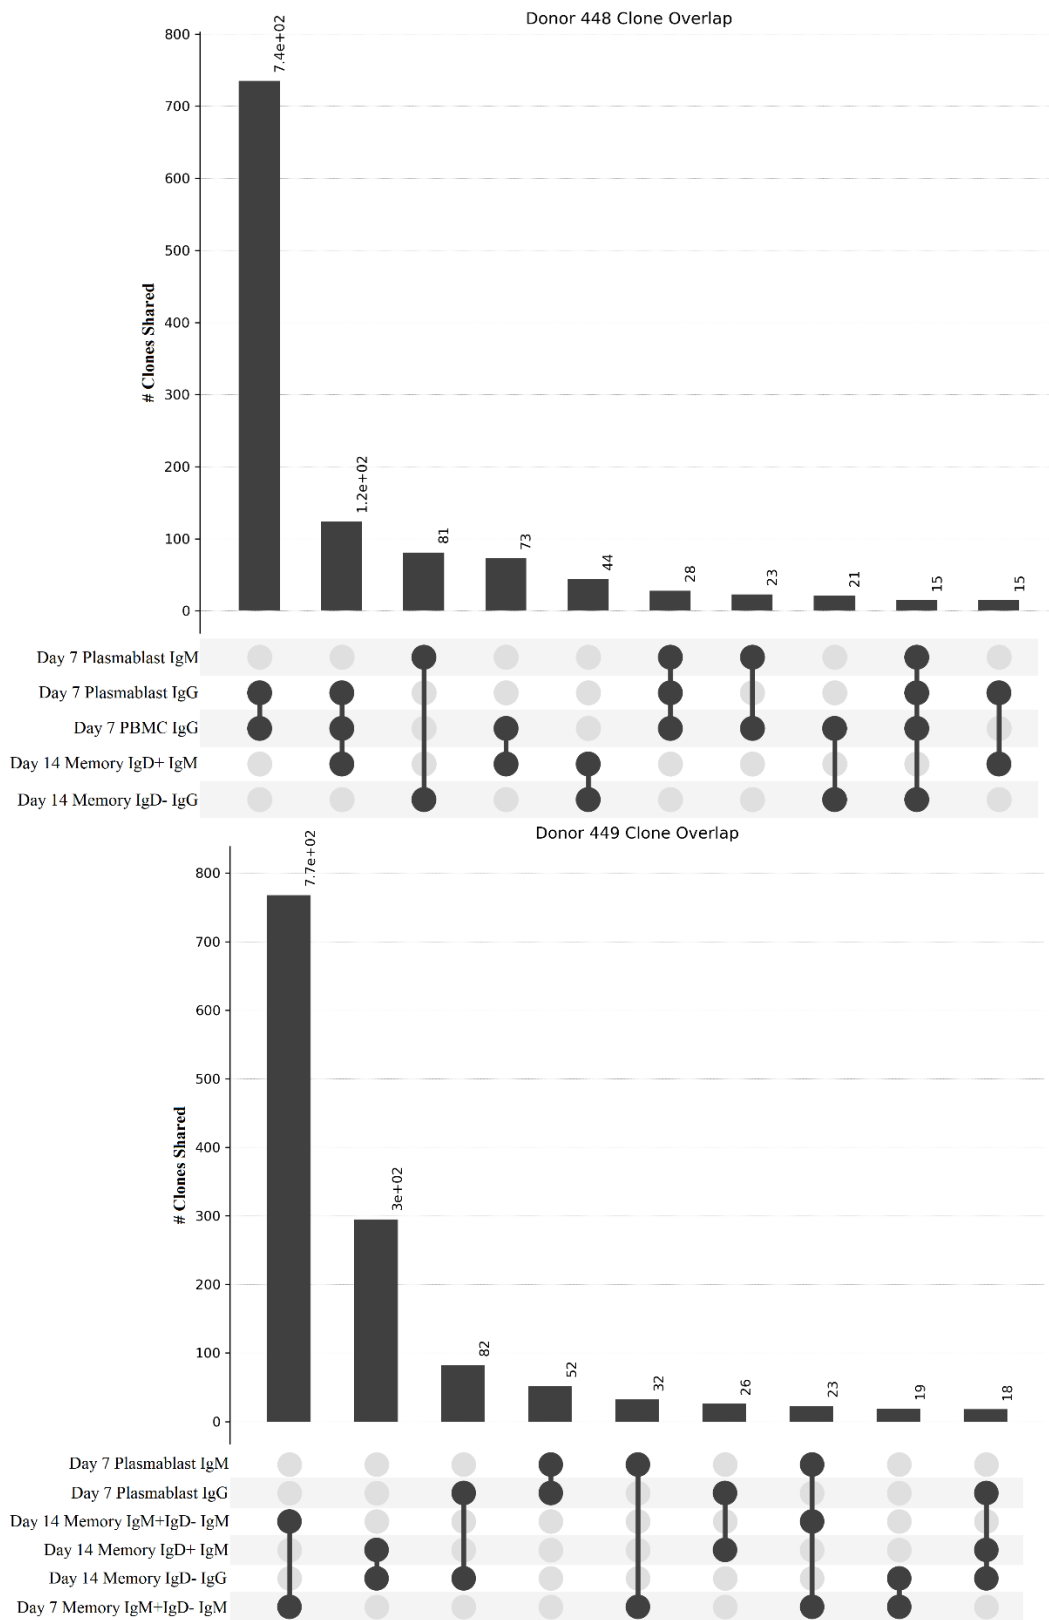 Donor 448 Clone Overlap
800
700
600
500
400
300
200
100
0
# Clones Shared
7.4e+02
1.2e+02
81
73
44
28
23
21
15
15
Day 7 Plasmablast IgM
Day 7 Plasmablast IgG
Day 7 PBMC IgG
Day 14 Memory IgD+ IgM
Day 14 Memory IgD- IgG
Donor 449 Clone Overlap
800
700
600
500
400
300
200
100
0
# Clones Shared
7.7e+02
3e+02
82
52
32
26
23
19
18
Day 7 Plasmablast IgM
Day 7 Plasmablast IgG
Day 14 Memory IgM+IgD- IgM
Day 14 Memory IgD+ IgM
Day 14 Memory IgD- IgG
Day 7 Memory IgM+IgD- IgM